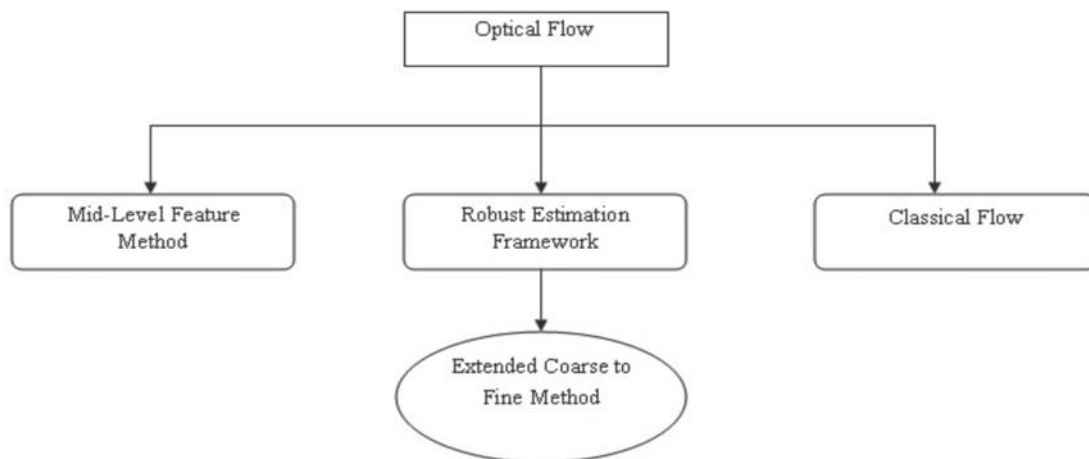 Optical Flow
Mid-Level Feature
Method
Robust Estimation
Framework
Classical Flow
Extended Coarse to
Fine Method